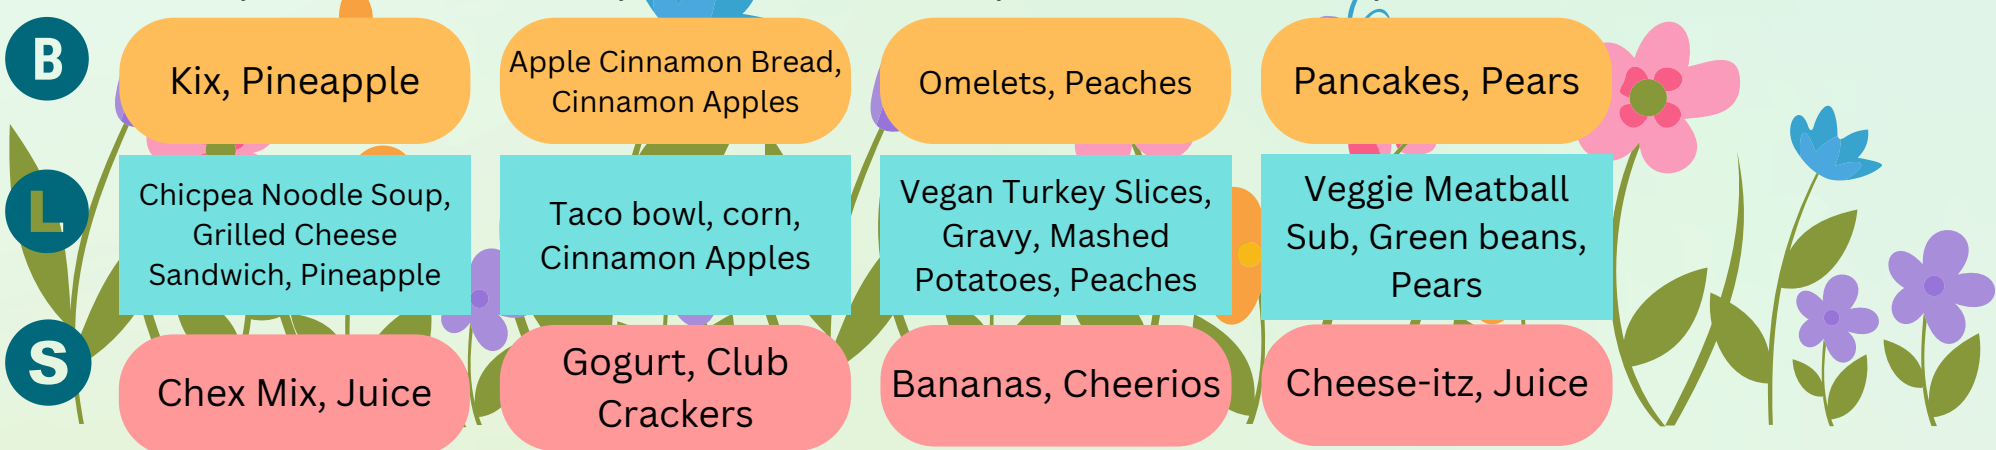 B
Kix, Pineapple
Apple Cinnamon Bread,
Cinnamon Apples
Omelets, Peaches
Pancakes, Pears
L
Chicpea Noodle Soup,
Grilled Cheese
Sandwich, Pineapple
Taco bowl, corn,
Cinnamon Apples
Vegan Turkey Slices,
Gravy, Mashed
Potatoes, Peaches
Veggie Meatball
Sub, Green beans,
Pears
S
Chex Mix, Juice
Gogurt, Club
Crackers
Bananas, Cheerios
Cheese-itz, Juice